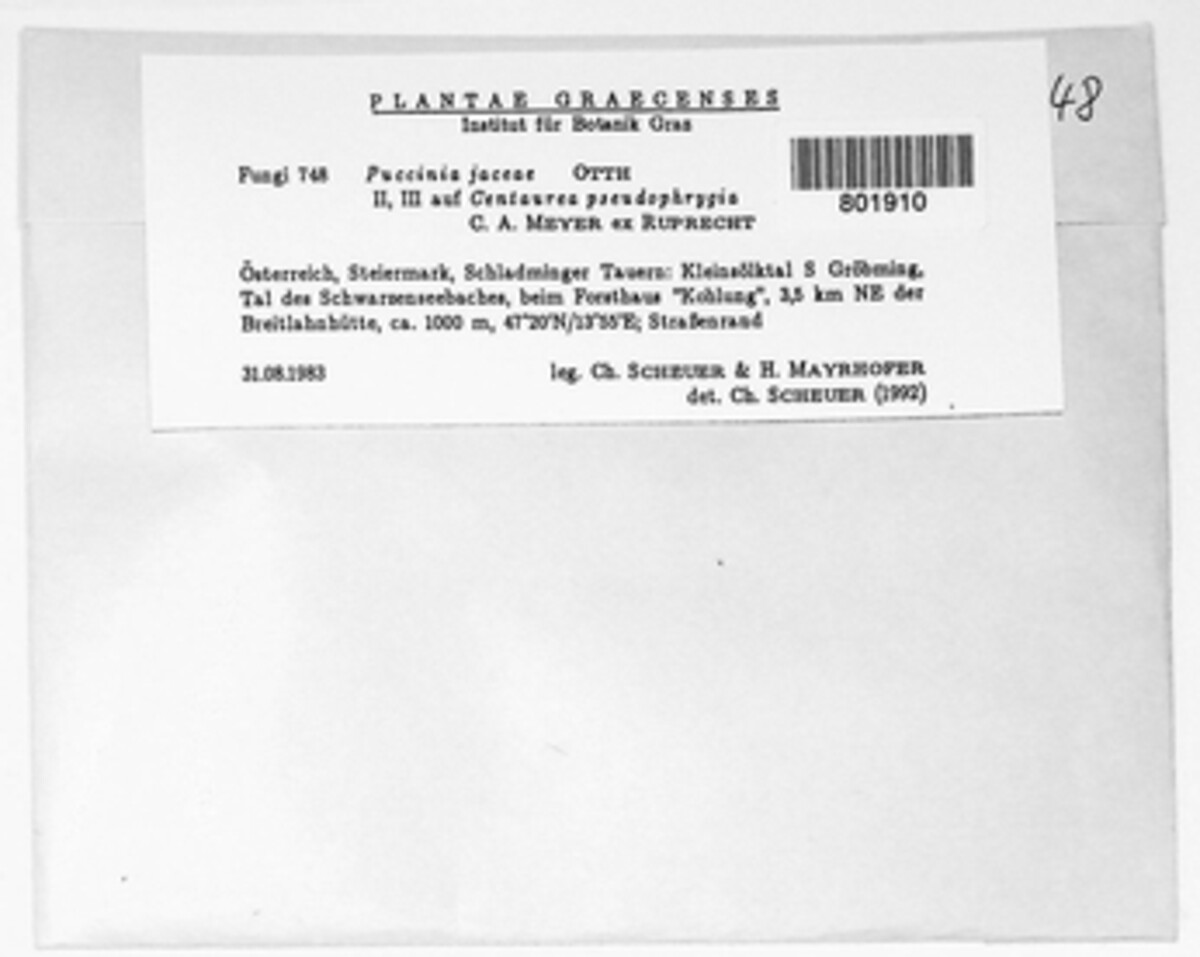 PLANTAE GRAECENSES
Institut für Botanik Graz
48
Fungi 748 Puccinia jaceae OTTH
II, III auf Centaurea pseudophrygia
C. A. MEYER ex RUPRECHT
801910
Österreich, Steiermark, Schladminger Tauern: Kleinsölktal S Gröbming,
Tal des Schwarzenseebaches, beim Forsthaus "Kohlung", 3,5 km NE der
Breitlahnhütte, ca. 1000 m, 47°20'N/13°55'E; Straßenrand
31.08.1983 leg. Ch. SCHEUER & H. MAYRHOFER
det. Ch. SCHEUER (1992)